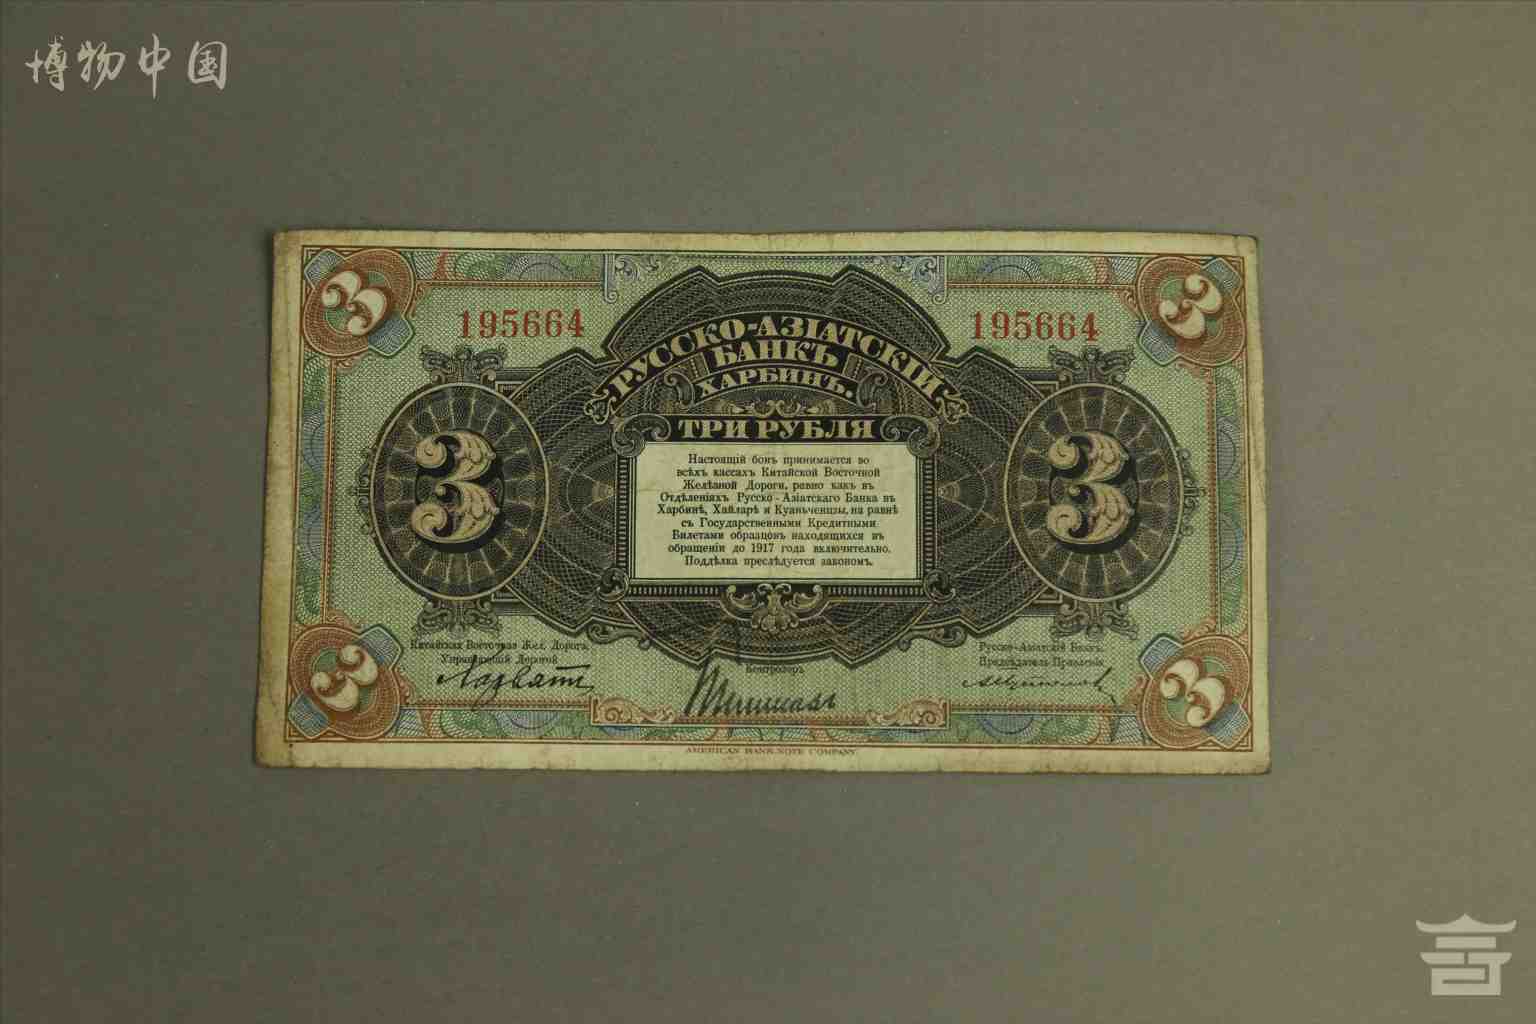 博物中国
3
3
195664
195664
РУССКО-АЗІАТСКІЙ
БАНКЪ
ХАРБИНЪ.
ТРИ РУБЛЯ
3
3
Настоящій бонъ принимается во
всѣхъ кассахъ Китайской Восточной
Желѣзной Дороги, равно какъ въ
Отдѣленіяхъ Русско-Азіатскаго Банка въ
Харбинѣ, Хайларѣ и Куаньченцзы, на равнѣ
съ Государственными Кредитными
Билетами образцовъ находящихся въ
обращеніи до 1917 года включительно.
Поддѣлка преслѣдуется закономъ.
Китайская Восточная Жел. Дорога.
Управляющій Дорогой
Контролеръ
Русско-Азіатскій Банкъ.
Предсѣдатель Правленія
3
3
AMERICAN BANK NOTE COMPANY.